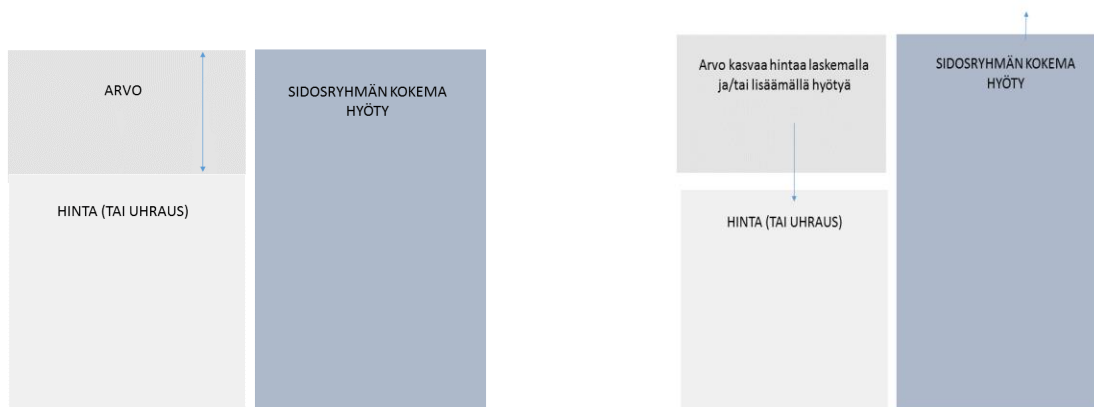 ARVO
SIDOSRYHMÄN KOKEMA
HYÖTY
HINTA (TAI UHRAUS)
Arvo kasvaa hintaa laskemalla
ja/tai lisäämällä hyötyä
SIDOSRYHMÄN KOKEMA
HYÖTY
HINTA (TAI UHRAUS)